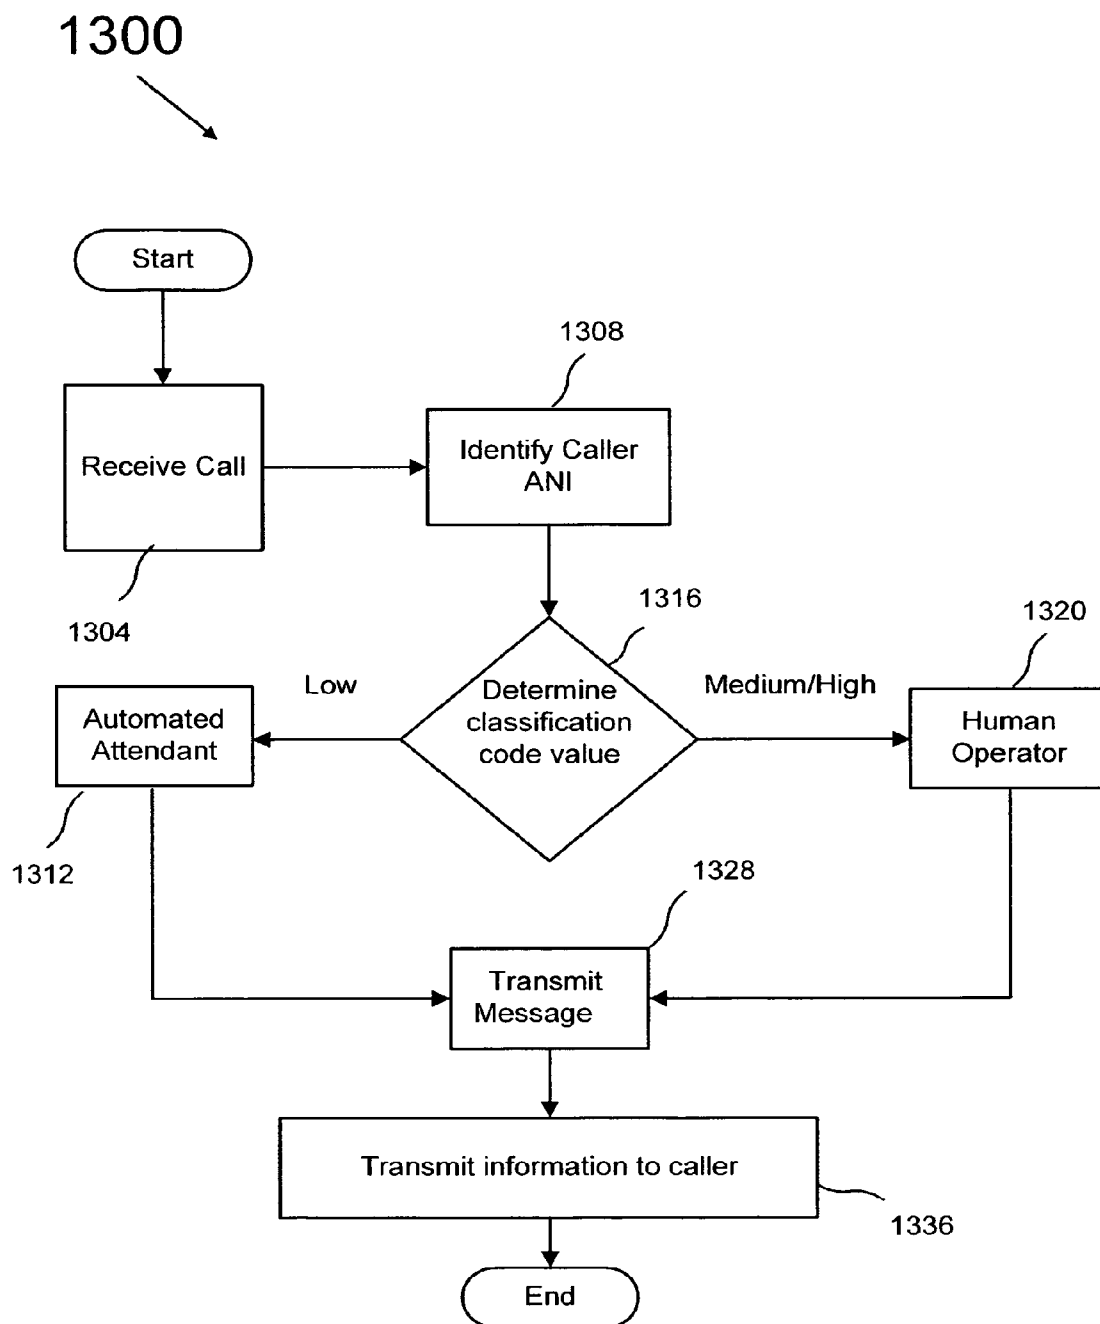 1300
Start
1308
Receive Call
Identify Caller
ANI
1304
1316
1320
Low
Medium/High
Determine
classification
code value
Automated
Attendant
Human
Operator
1312
1328
Transmit
Message
Transmit information to caller
1336
End